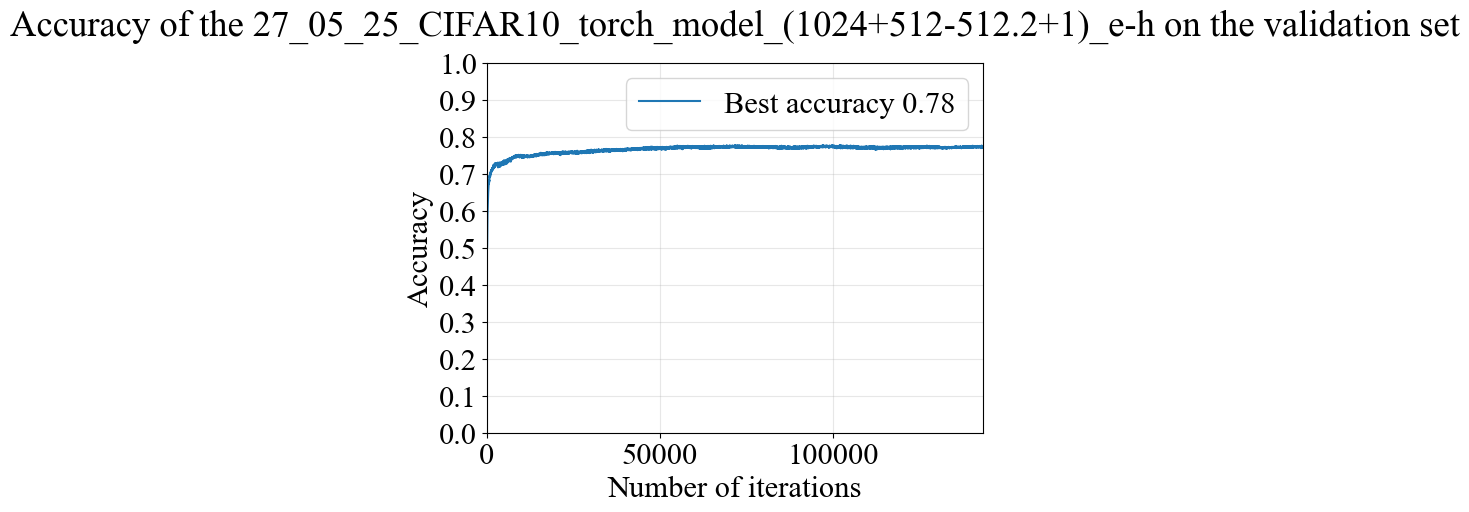 Accuracy of the 27_05_25_CIFAR10_torch_model_(1024+512-512.2+1)_e-h on the validation set
Best accuracy 0.78
Accuracy
1.0
0.9
0.8
0.7
0.6
0.5
0.4
0.3
0.2
0.1
0.0
0 50000 100000
Number of iterations